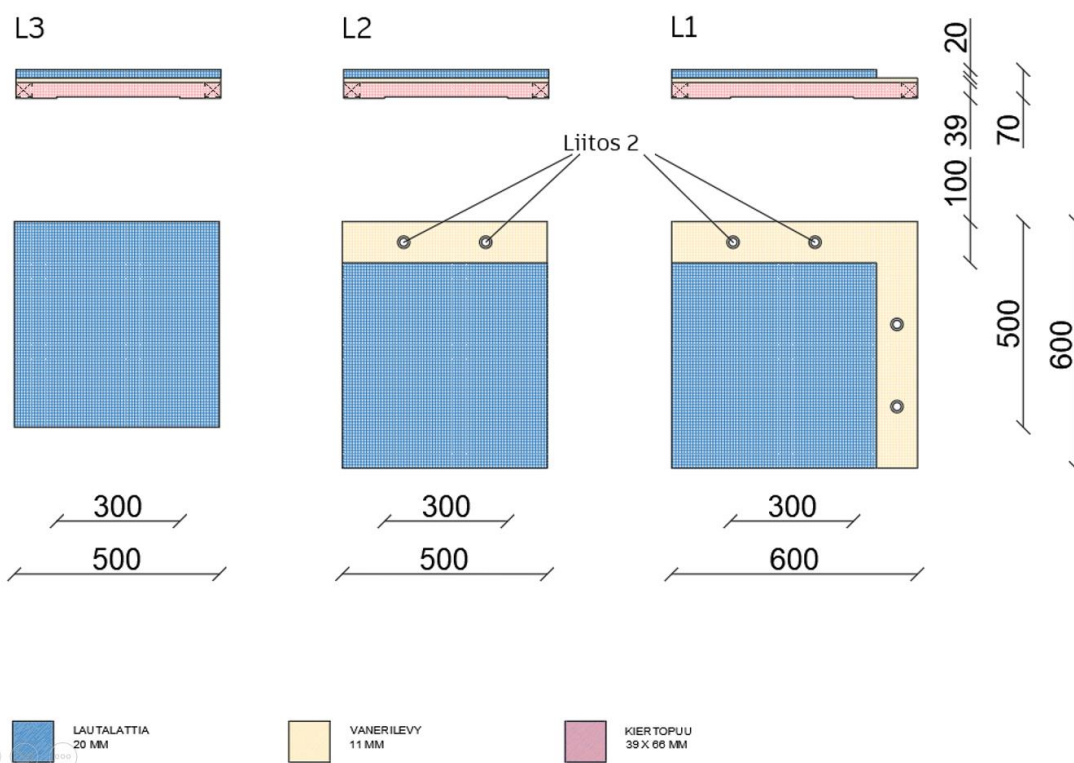 L3
L2
L1
20
39
70
Liitos 2
100
500
600
300
300
300
500
500
600
LAUTALATTIA
20 MM
VANERILEVY
11 MM
KIERTOPUU
39 X 66 MM